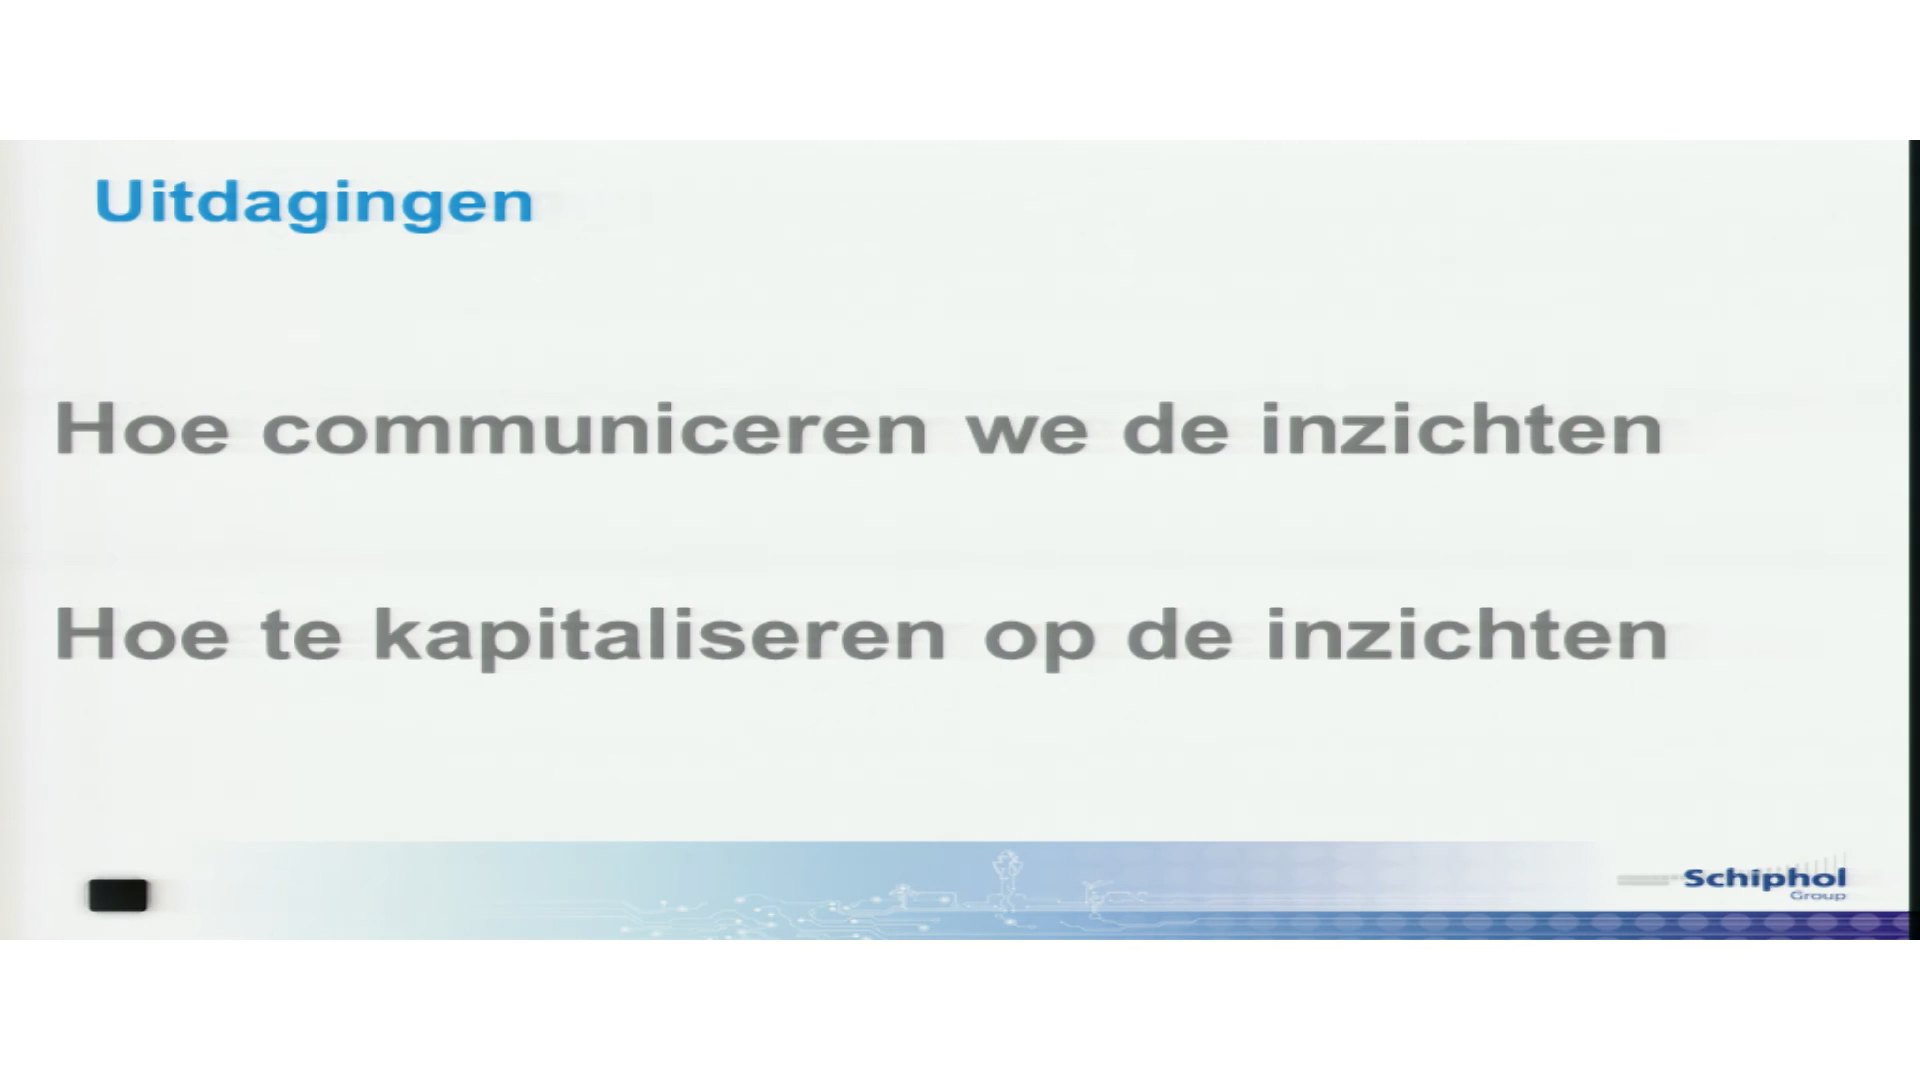 Uitdagingen
Hoe communiceren we de inzichten
Hoe te kapitaliseren op de inzichten
Schiphol
Group